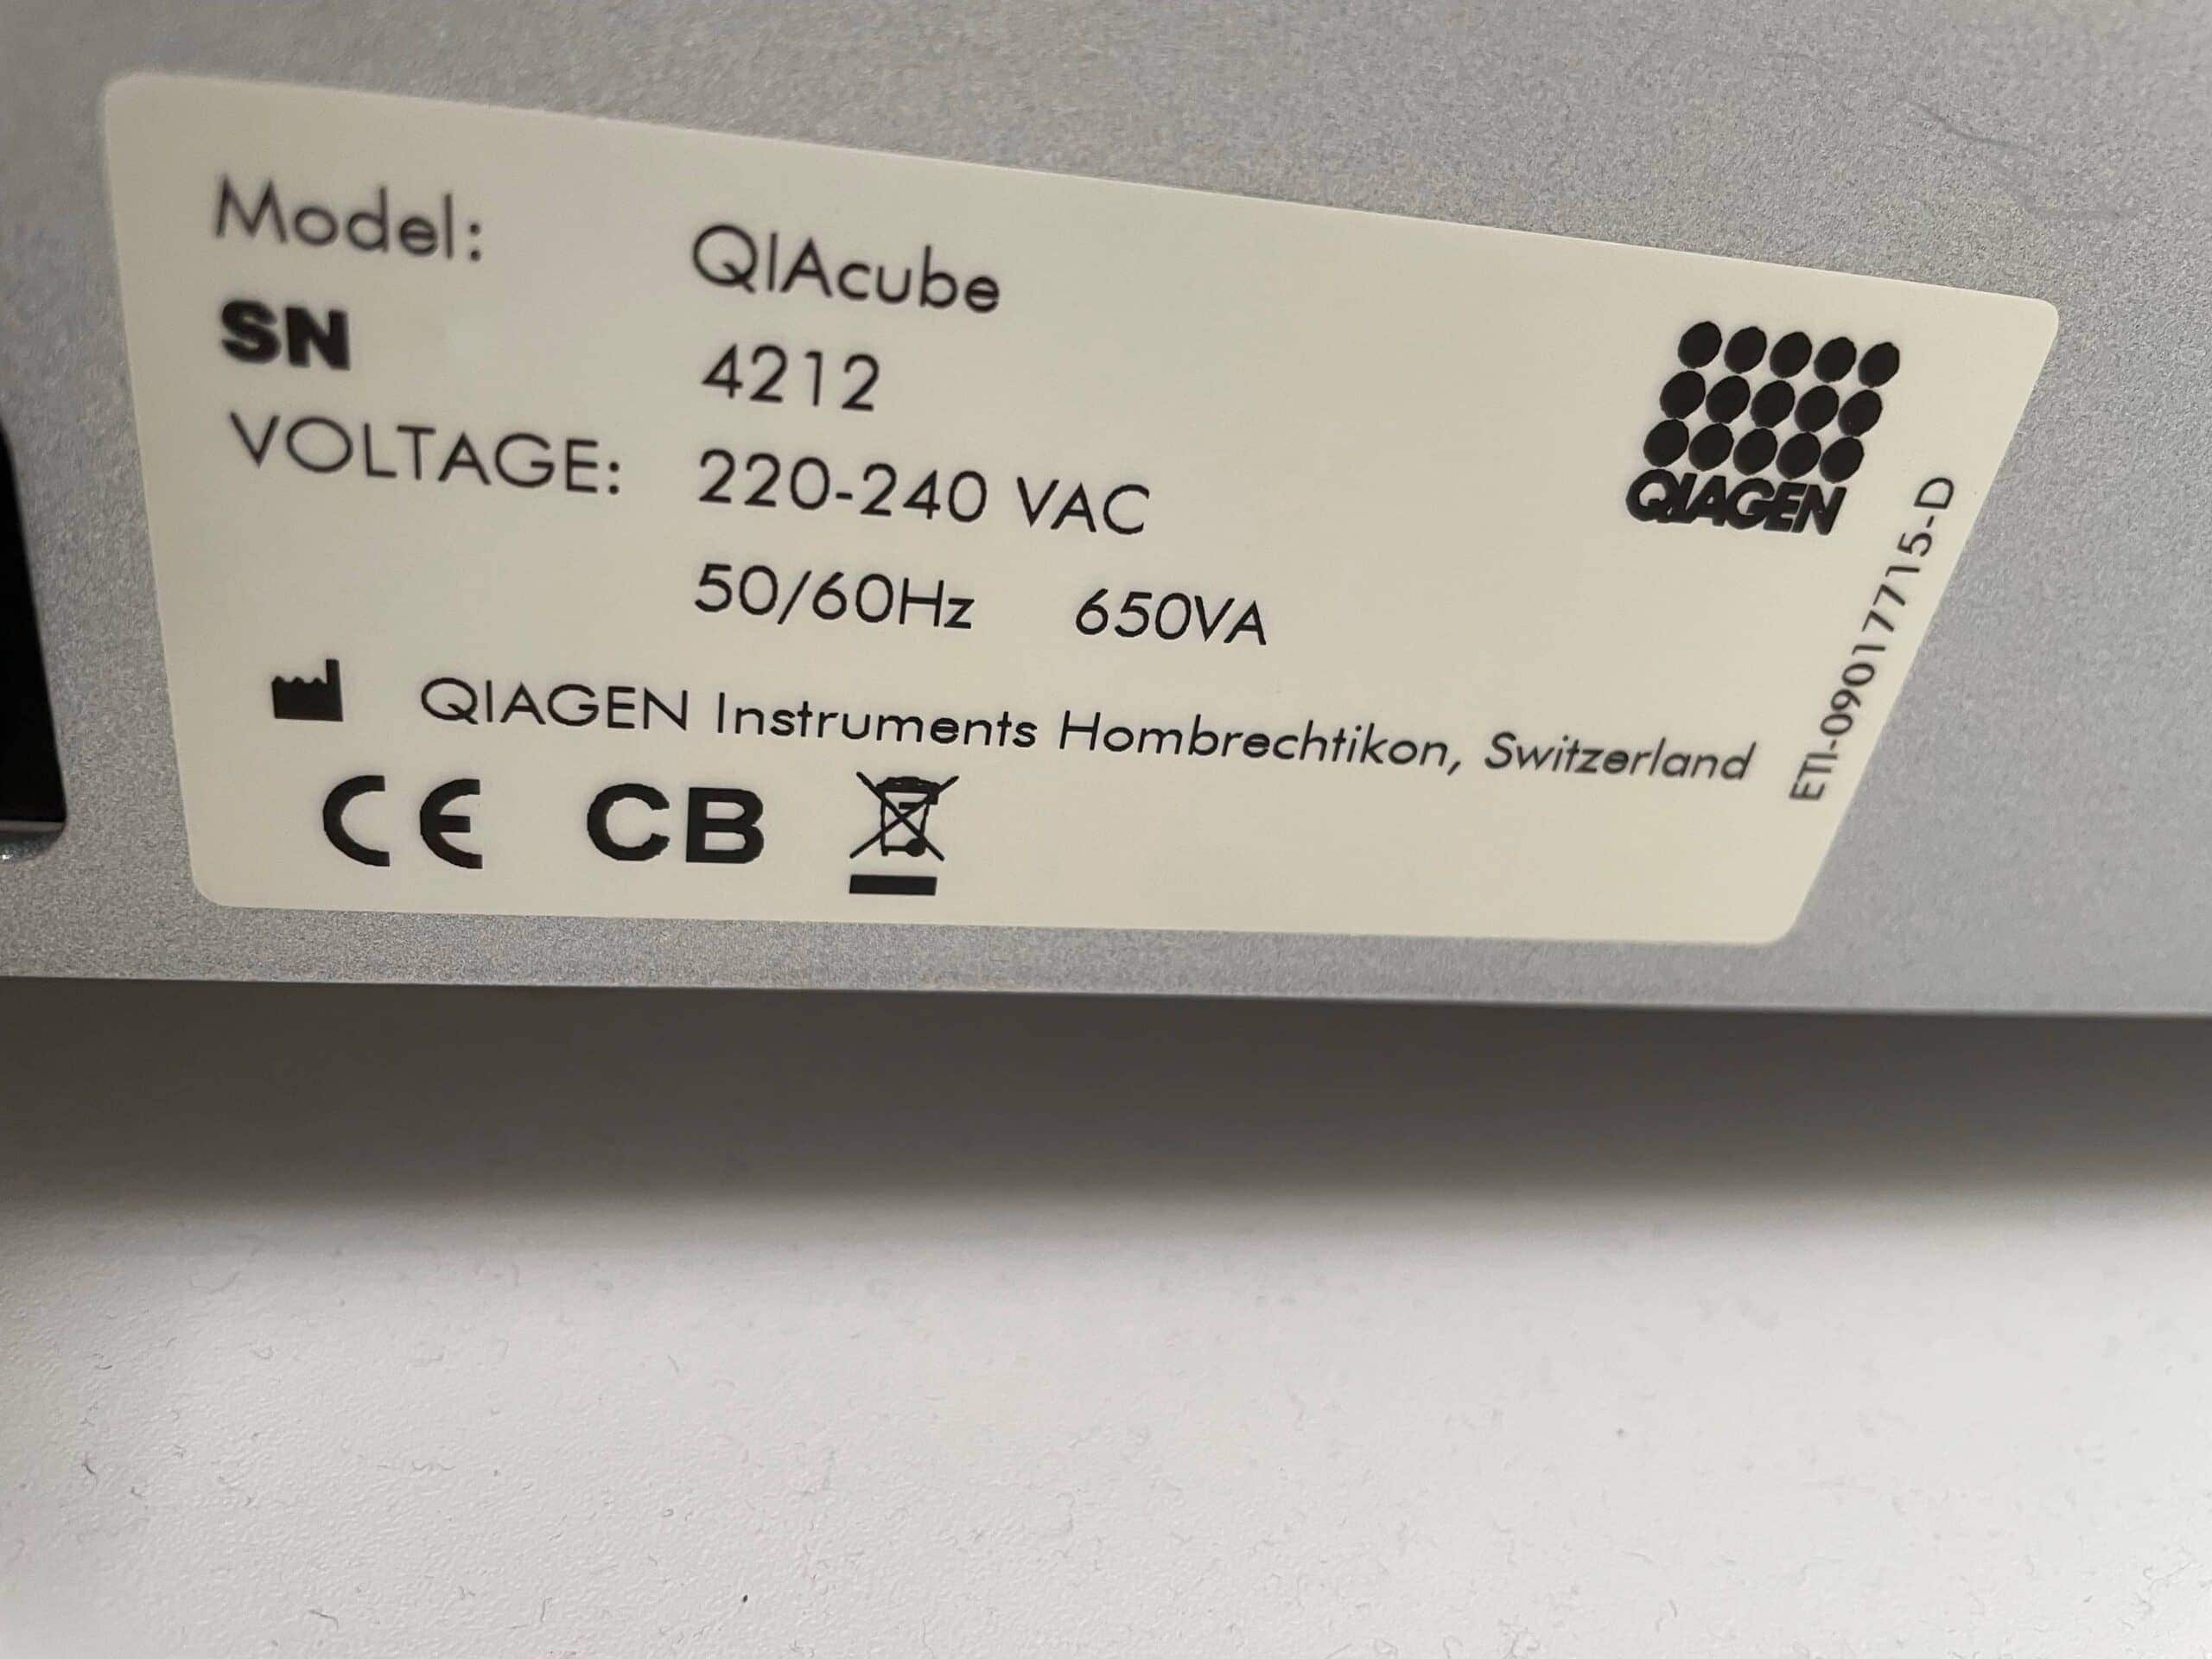 Model: QIAcube
SN 4212
VOLTAGE: 220-240 VAC
50/60Hz 650VA
QIAGEN Instruments Hombrechtikon, Switzerland
CE CB
QIAGEN
ETI-09017715-D